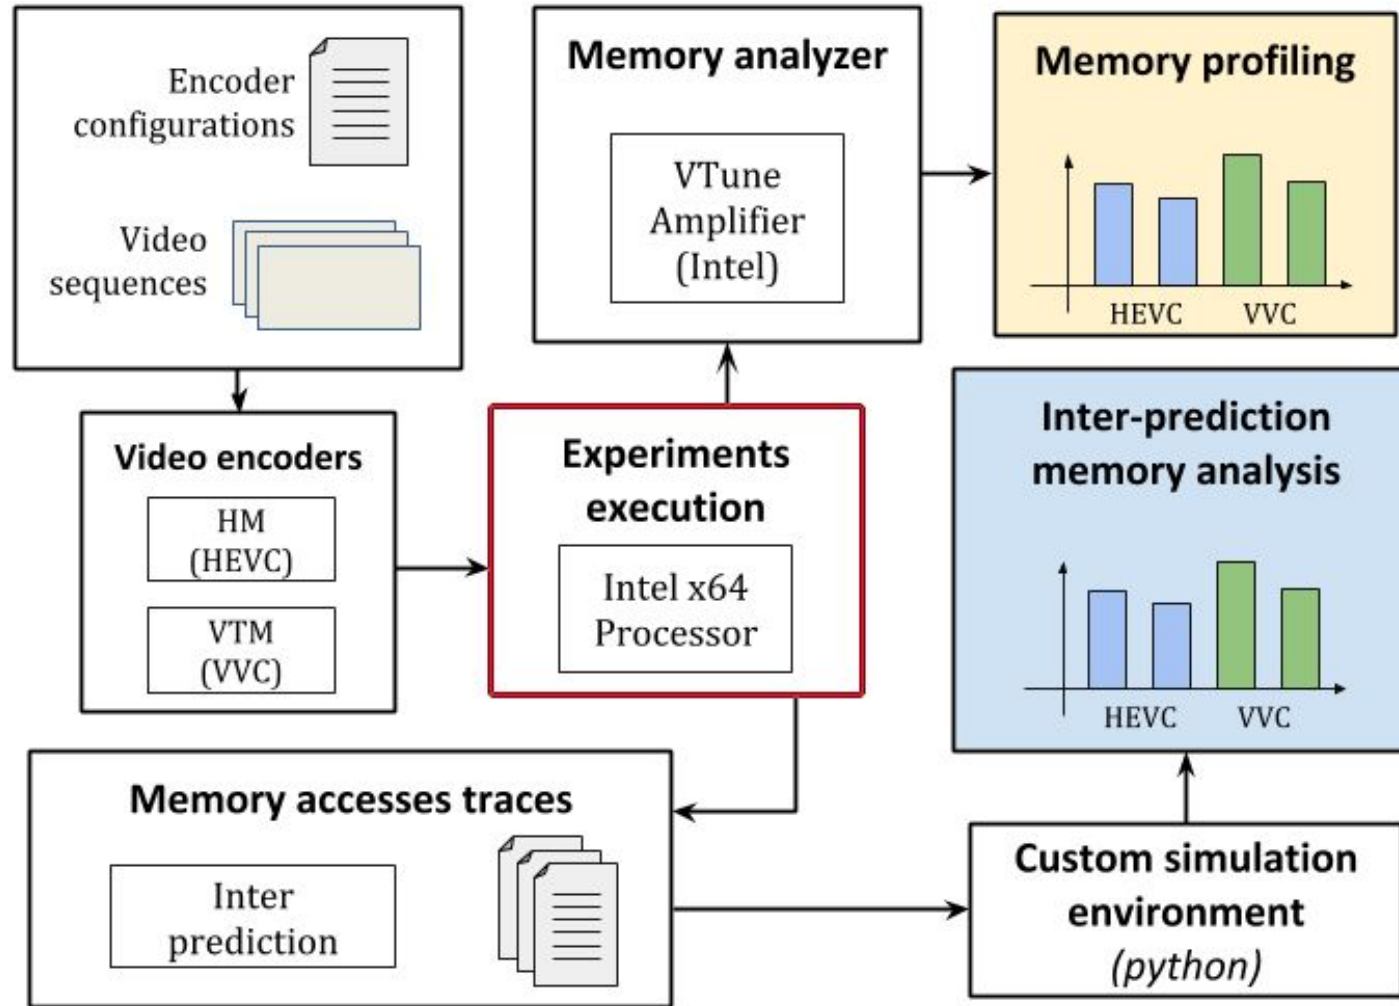 Encoder
configurations
Video
sequences
Memory analyzer
VTune
Amplifier
(Intel)
Memory profiling
HEVC VVC
Video encoders
HM
(HEVC)
VTM
(VVC)
Experiments
execution
Intel x64
Processor
Inter-prediction
memory analysis
HEVC VVC
Memory accesses traces
Inter
prediction
Custom simulation
environment
(python)